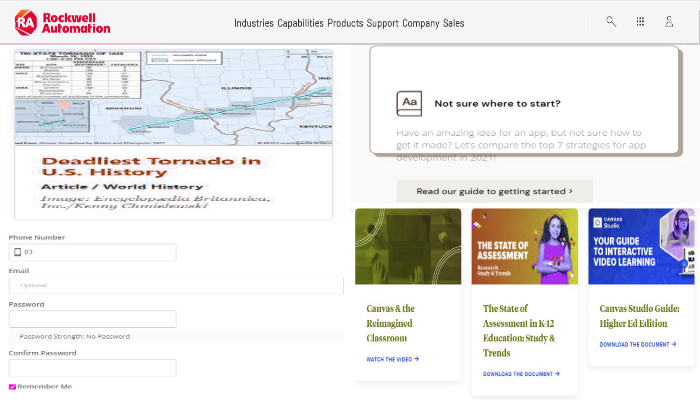 Rockwell
Automation
Industries Capabilities Products Support Company Sales
TRI-STATE TORNADO OF 1925
ILLINOIS
MISSOURI
KENTUCK
Deadliest Tornado in
U.S. History
Article / World History
Image: Encyclopædia Britannica,
Inc./Kenny Chmielewski
Phone Number
03
Email
Optional
Password
Password Strength: No Password
Confirm Password
Remember Me
Aa
Not sure where to start?
Have an amazing idea for an app, but not sure how to
get it made? Let's compare the top 7 strategies for app
development in 2021!
Read our guide to getting started >
THE STATE OF
ASSESSMENT
Research
Study & Trends
CANVAS
Studio
YOUR GUIDE
TO INTERACTIVE
VIDEO LEARNING
Canvas & the
Reimagined
Classroom
WATCH THE VIDEO →
The State of
Assessment in K-12
Education: Study &
Trends
DOWNLOAD THE DOCUMENT →
Canvas Studio Guide:
Higher Ed Edition
DOWNLOAD THE DOCUMENT →